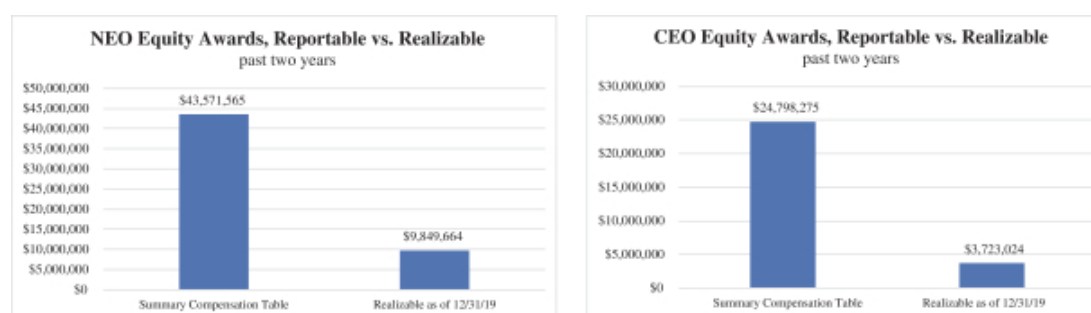 NEO Equity Awards, Reportable vs. Realizable
past two years
$50,000,000
$45,000,000
$40,000,000
$35,000,000
$30,000,000
$25,000,000
$20,000,000
$15,000,000
$10,000,000
$5,000,000
$0
$43,571,565
$9,849,664
Summary Compensation Table
Realizable as of 12/31/19
CEO Equity Awards, Reportable vs. Realizable
past two years
$30,000,000
$25,000,000
$20,000,000
$15,000,000
$10,000,000
$5,000,000
$0
$24,798,275
$3,723,024
Summary Compensation Table
Realizable as of 12/31/19